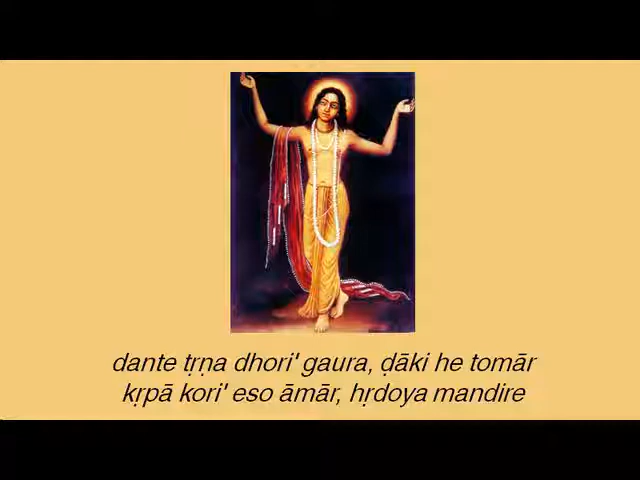 dante tṛṇa dhori' gaura, ḍāki he tomār
kṛpā kori' eso āmār, hṛdoya mandire